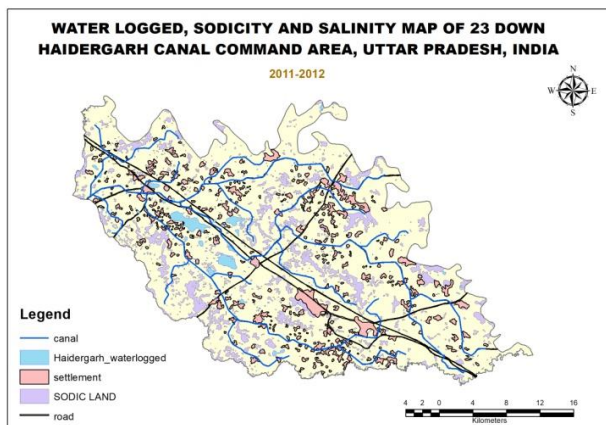 WATER LOGGED, SODICITY AND SALINITY MAP OF 23 DOWN
HAIDERGARH CANAL COMMAND AREA, UTTAR PRADESH, INDIA
2011-2012
N
W E
S
Legend
canal
Haidergarh_waterlogged
settlement
SODIC LAND
road
4 2 0 4 8 12 16
Kilometers